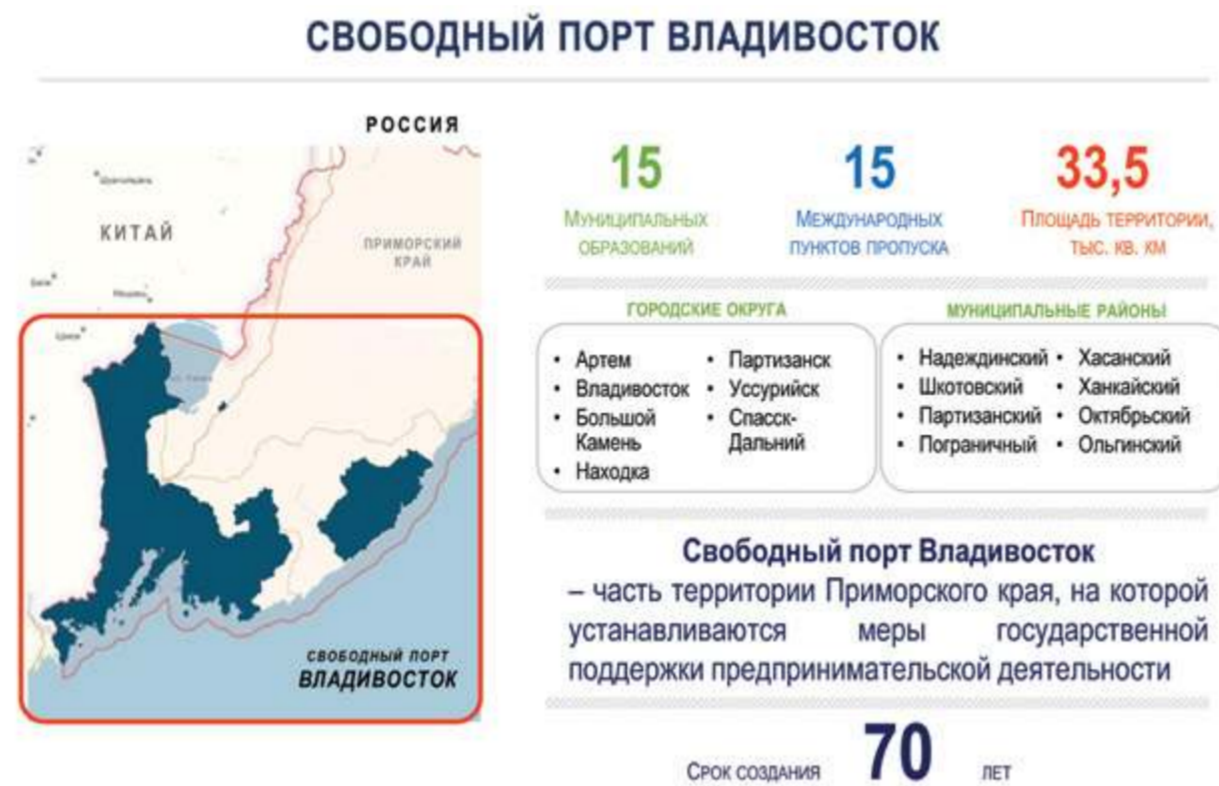 СВОБОДНЫЙ ПОРТ ВЛАДИВОСТОК
РОССИЯ
КИТАЙ
ПРИМОРСКИЙ
КРАЙ
СВОБОДНЫЙ ПОРТ
ВЛАДИВОСТОК
15
МУНИЦИПАЛЬНЫХ
ОБРАЗОВАНИЙ
15
МЕЖДУНАРОДНЫХ
ПУНКТОВ ПРОПУСКА
33,5
ПЛОЩАДЬ ТЕРРИТОРИИ,
ТЫС. КВ. КМ
ГОРОДСКИЕ ОКРУГА
• Артем
• Владивосток
• Большой
Камень
• Находка
• Партизанск
• Уссурийск
• Спасск-
Дальний
МУНИЦИПАЛЬНЫЕ РАЙОНЫ
• Надеждинский
• Шкотовский
• Партизанский
• Пограничный
• Хасанский
• Ханкайский
• Октябрьский
• Ольгинский
Свободный порт Владивосток
– часть территории Приморского края, на которой
устанавливаются меры государственной
поддержки предпринимательской деятельности
СРОК СОЗДАНИЯ 70 ЛЕТ